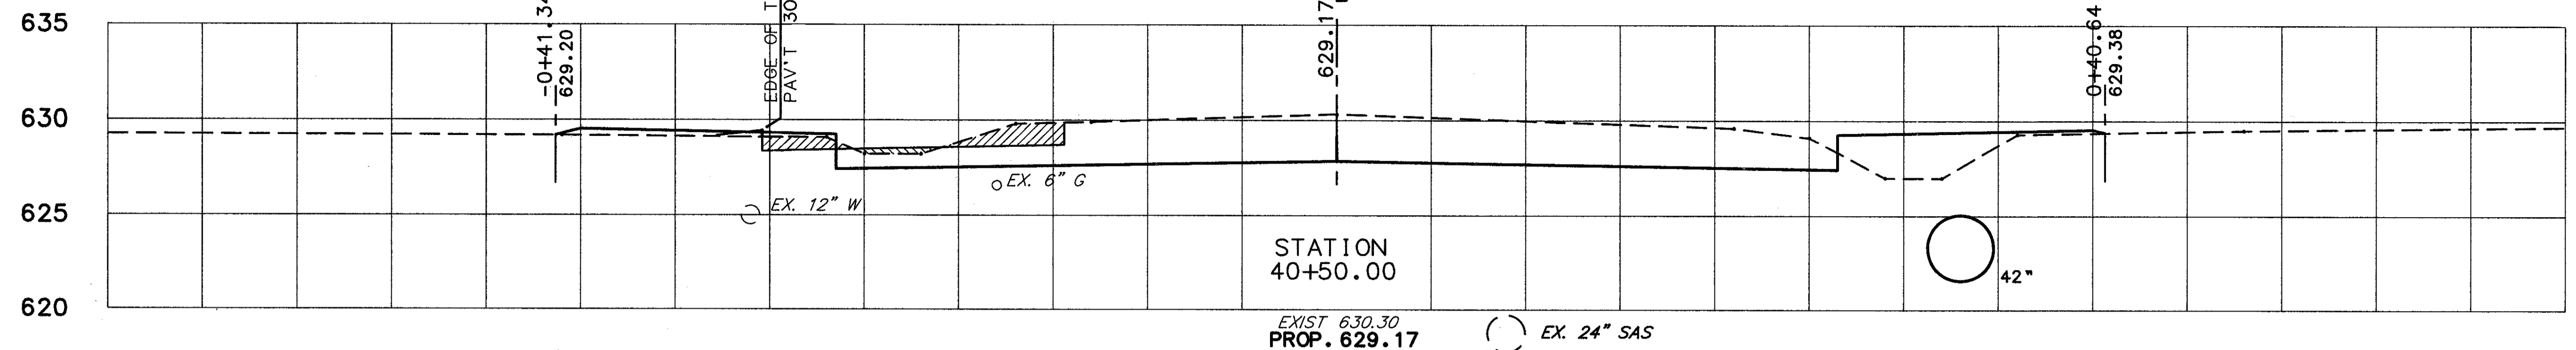 635
630
625
620
-0+41.34
629.20
EDGE OF T
PAV'T 30
629.17
0+40.64
629.38
EX. 6" G
EX. 12" W
STATION
40+50.00
42"
EXIST 630.30
PROP. 629.17
EX. 24" SAS